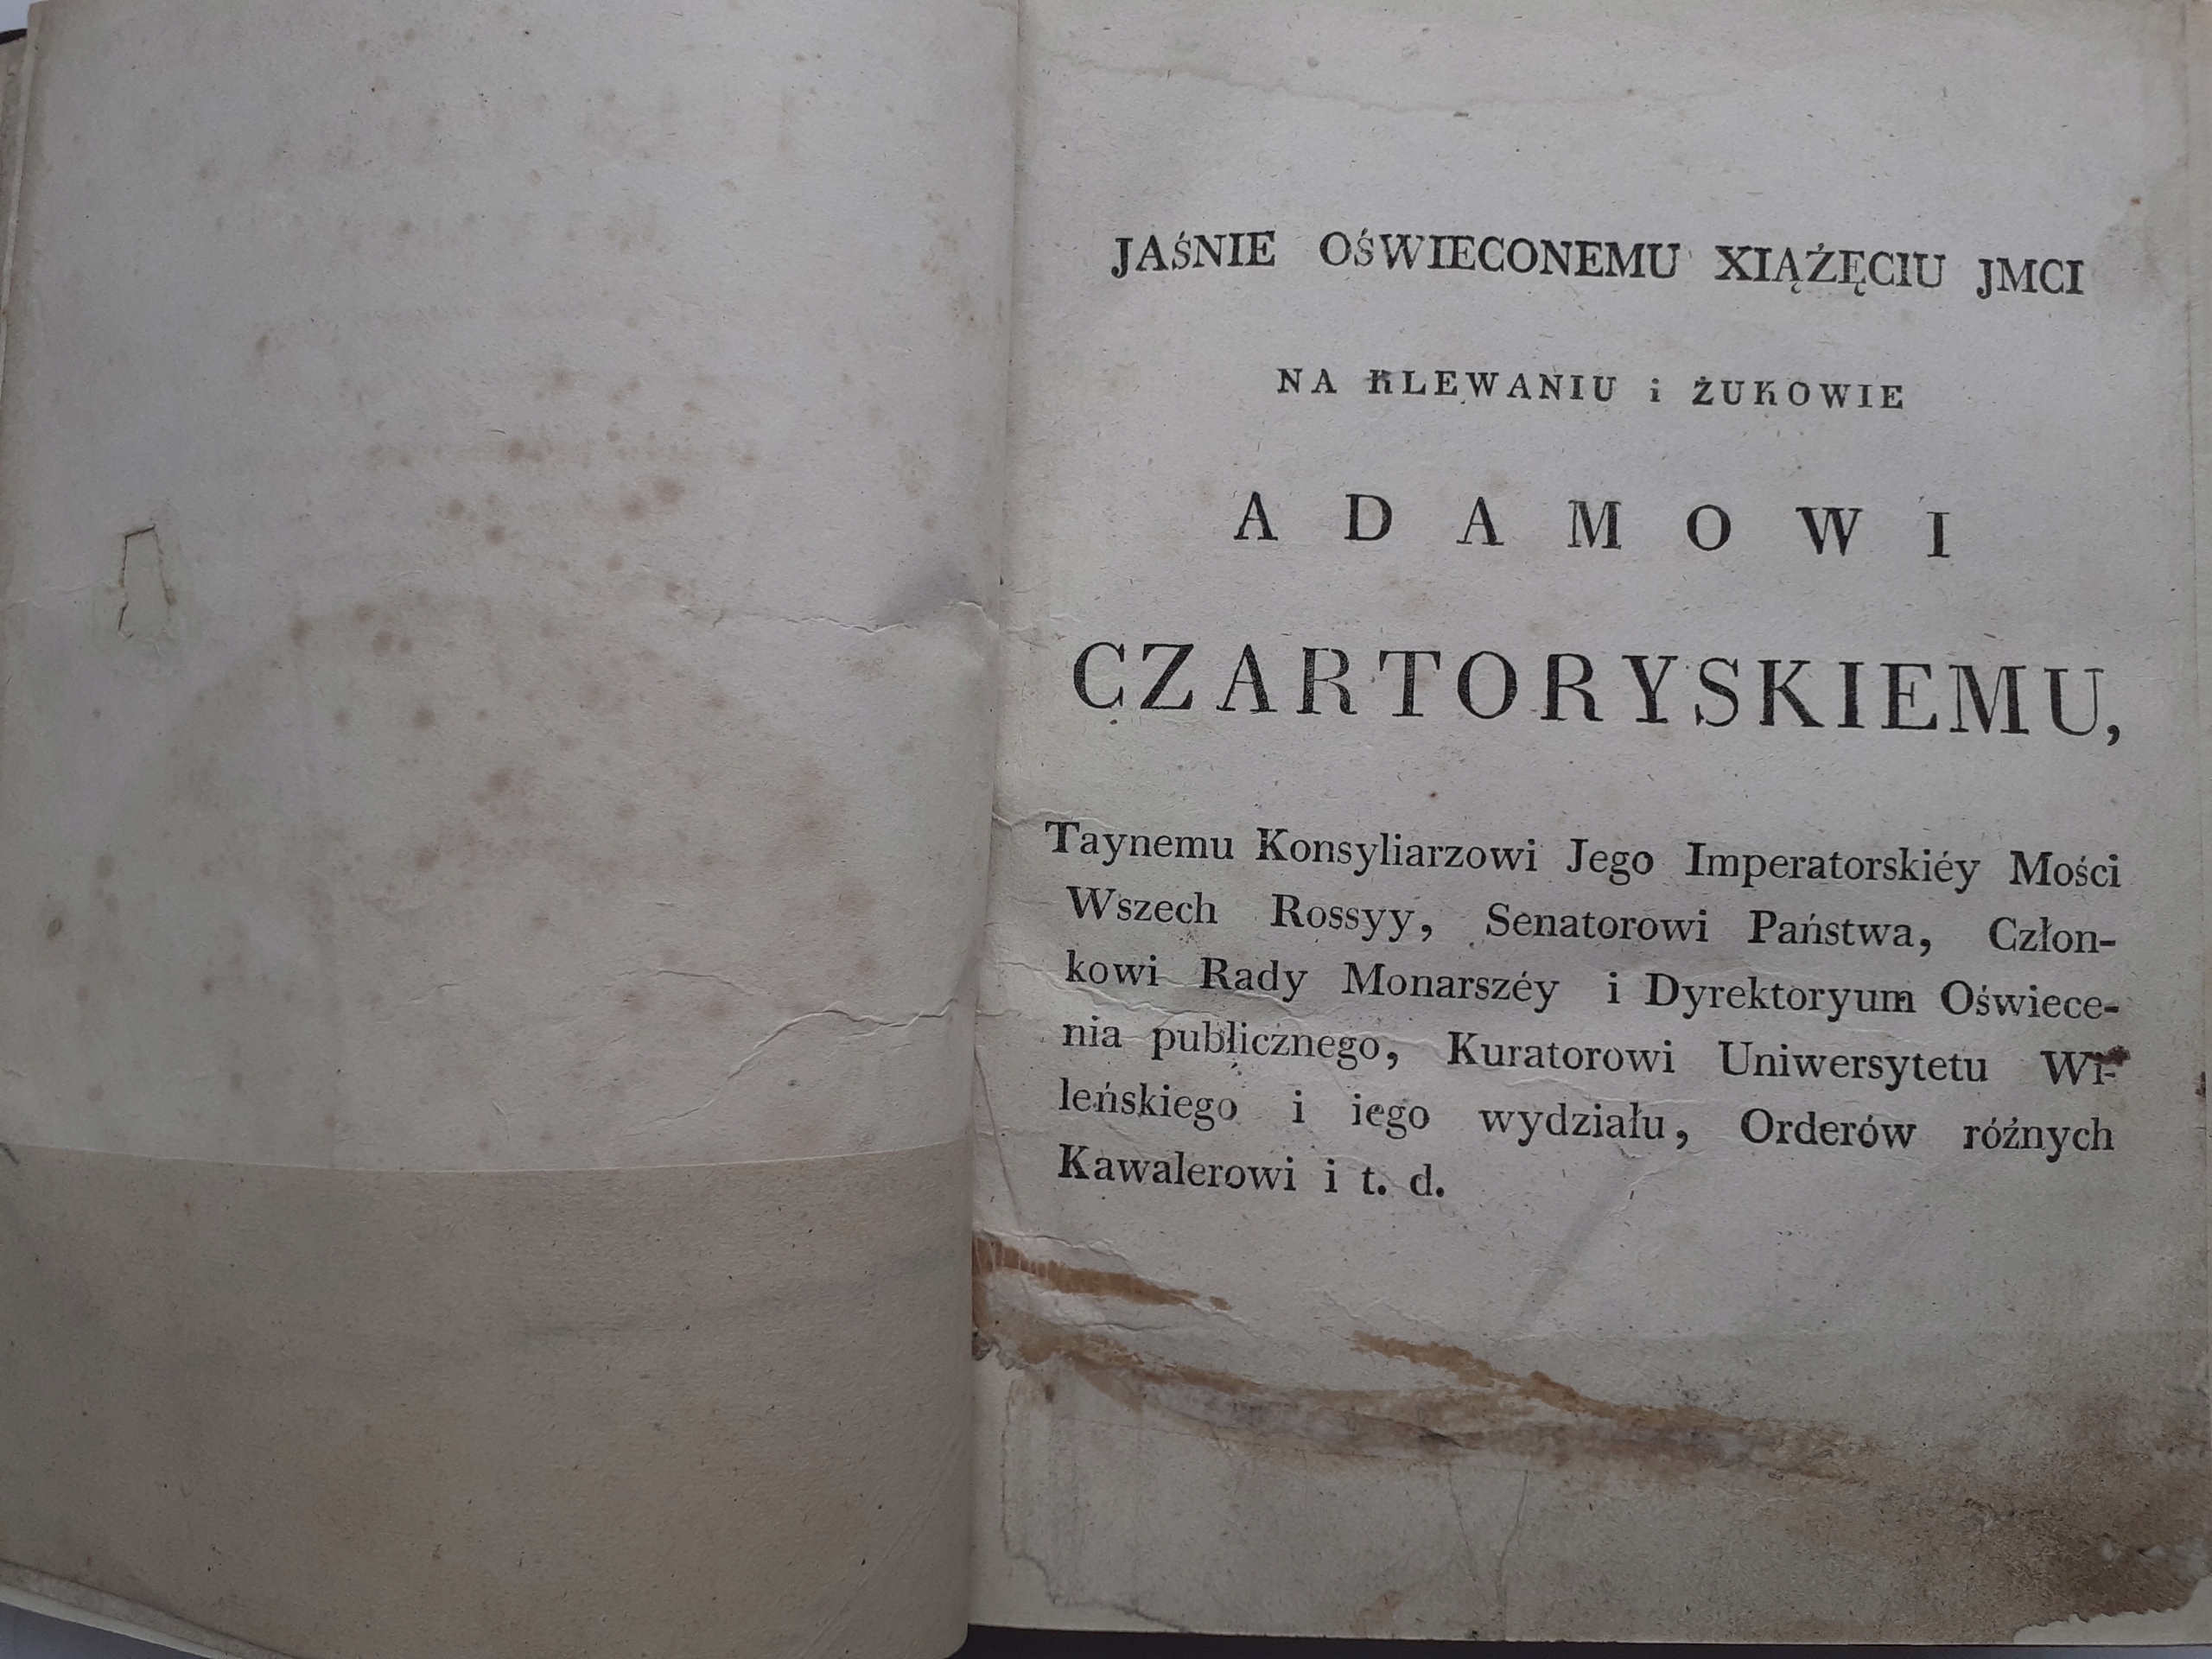 JAŚNIE OŚWIECONEMU XIĄŻĘCIU JMCI
NA KLEWANIU i ŻUKOWIE
ADAMOWI
CZARTORYSKIEMU,
Taynemu Konsyliarzowi Jego Imperatorskiéy Mości
Wszech Rossyy, Senatorowi Państwa, Człon-
kowi Rady Monarszéy i Dyrektoryum Oświece-
nia publicznego, Kuratorowi Uniwersytetu Wi-
leńskiego i iego wydziału, Orderów różnych
Kawalerowi i t. d.